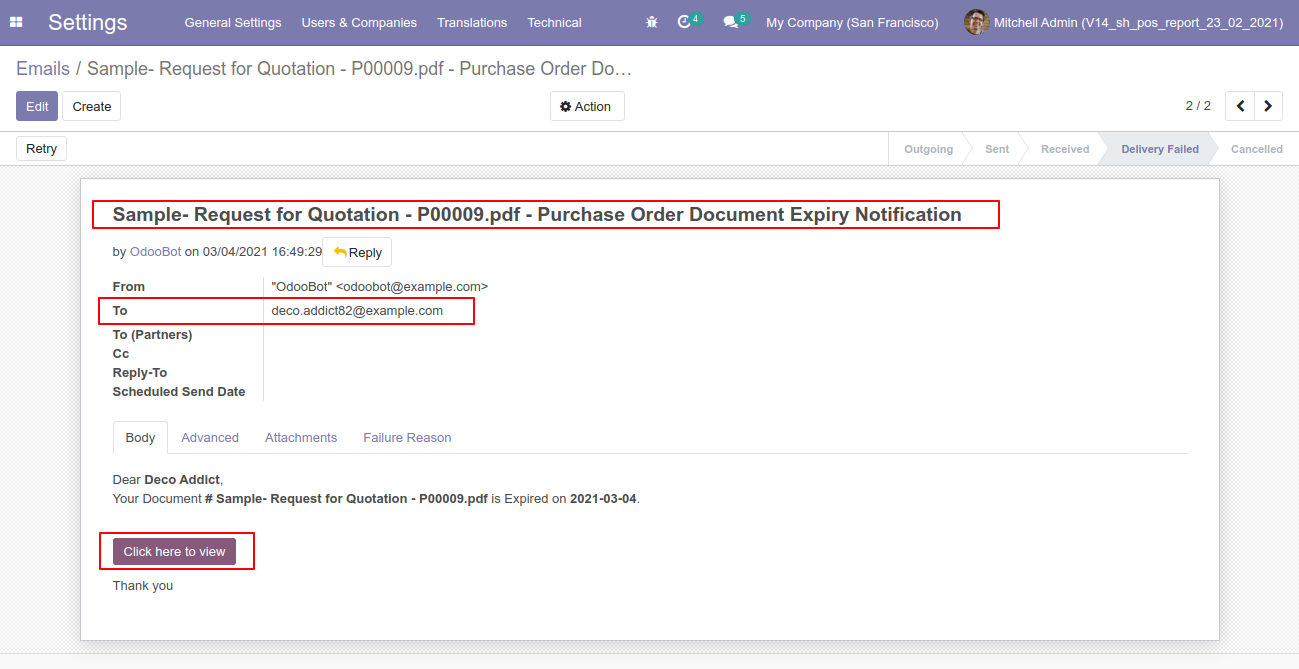 Settings General Settings Users & Companies Translations Technical 4 5 My Company (San Francisco) Mitchell Admin (V14_sh_pos_report_23_02_2021)
Emails / Sample- Request for Quotation - P00009.pdf - Purchase Order Do…
Edit Create Action 2 / 2
Retry Outgoing Sent Received Delivery Failed Cancelled
Sample- Request for Quotation - P00009.pdf - Purchase Order Document Expiry Notification
by OdooBot on 03/04/2021 16:49:29 Reply
From "OdooBot" <odoobot@example.com>
To deco.addict82@example.com
To (Partners)
Cc
Reply-To
Scheduled Send Date
Body Advanced Attachments Failure Reason
Dear Deco Addict,
Your Document # Sample- Request for Quotation - P00009.pdf is Expired on 2021-03-04.
Click here to view
Thank you